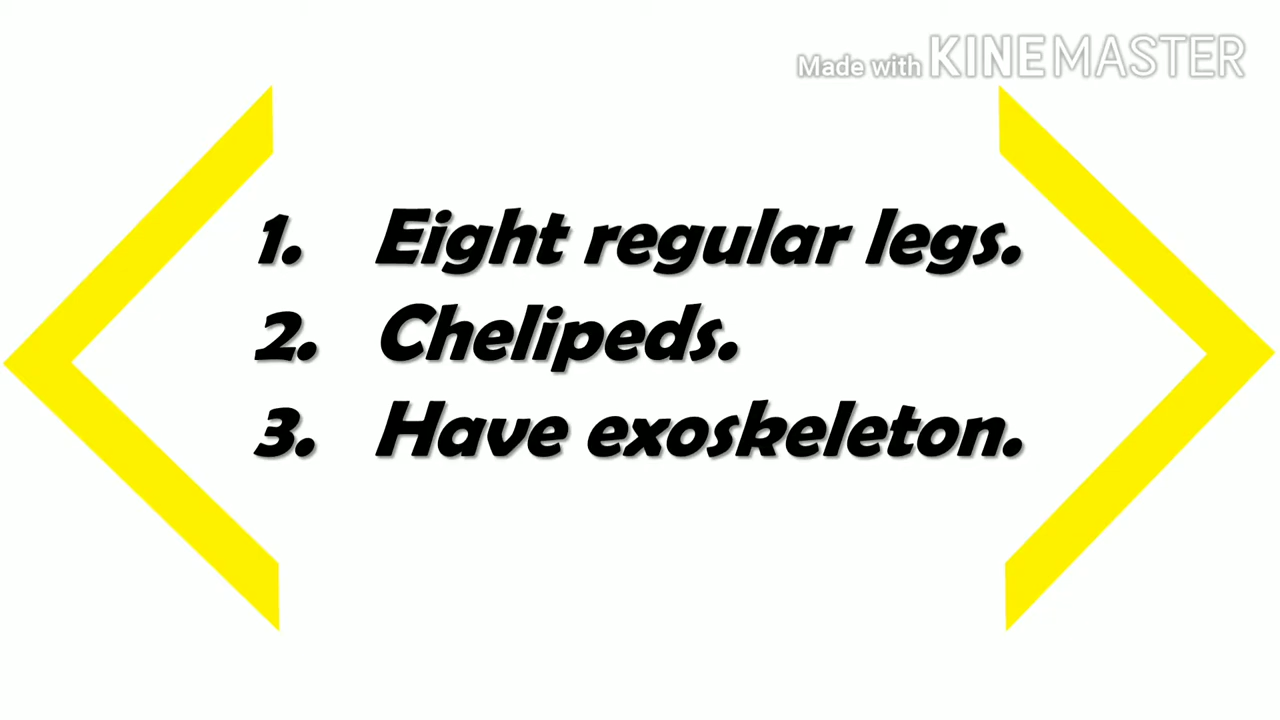 Made with KINEMASTER
1. Eight regular legs.
2. Chelipeds.
3. Have exoskeleton.